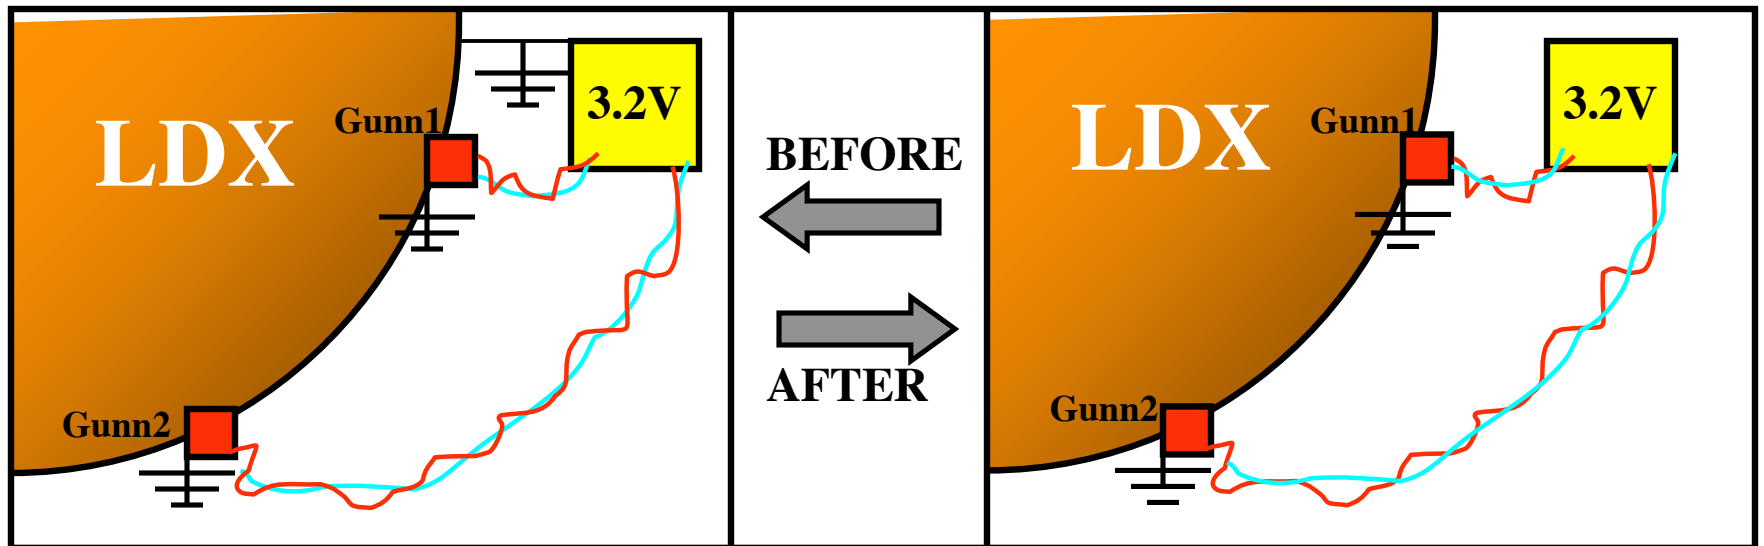 3.2V
Gunn1
LDX
Gunn2
BEFORE
AFTER
3.2V
Gunn1
LDX
Gunn2